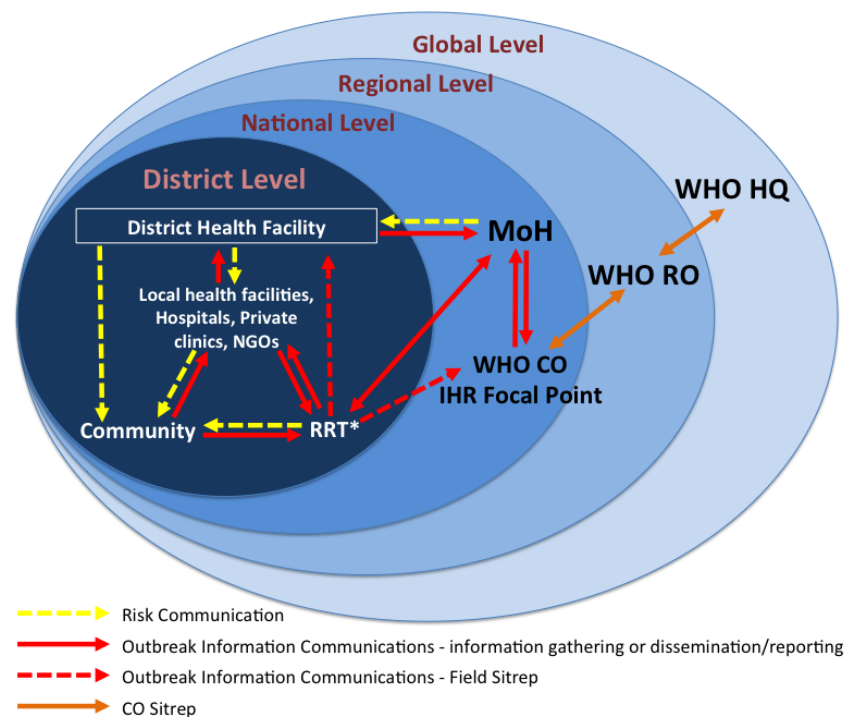 Global Level
Regional Level
National Level
District Level
WHO HQ
District Health Facility
MoH
WHO RO
Local health facilities,
Hospitals, Private
clinics, NGOs
WHO CO
IHR Focal Point
Community
RRT*
Risk Communication
Outbreak Information Communications - information gathering or dissemination/reporting
Outbreak Information Communications - Field Sitrep
CO Sitrep